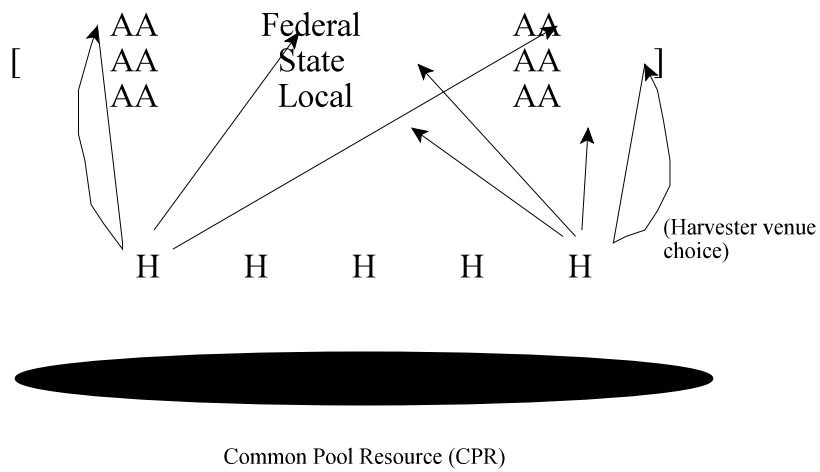 AA Federal AA
[ AA State AA ]
AA Local AA
(Harvester venue
choice)
H H H H H
Common Pool Resource (CPR)